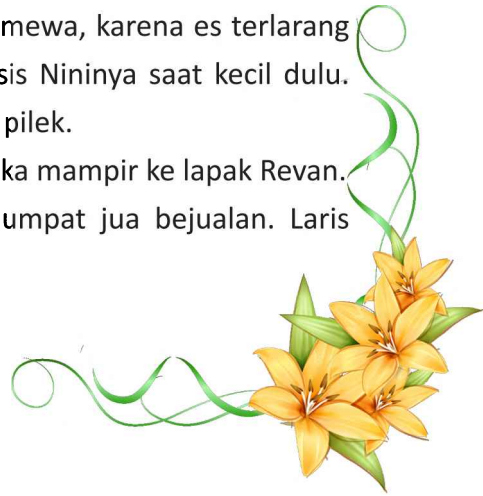 mewa, karena es terlarang
sis Nininya saat kecil dulu.
pilek.
ka mampir ke lapak Revan.
umpat jua bejualan. Laris